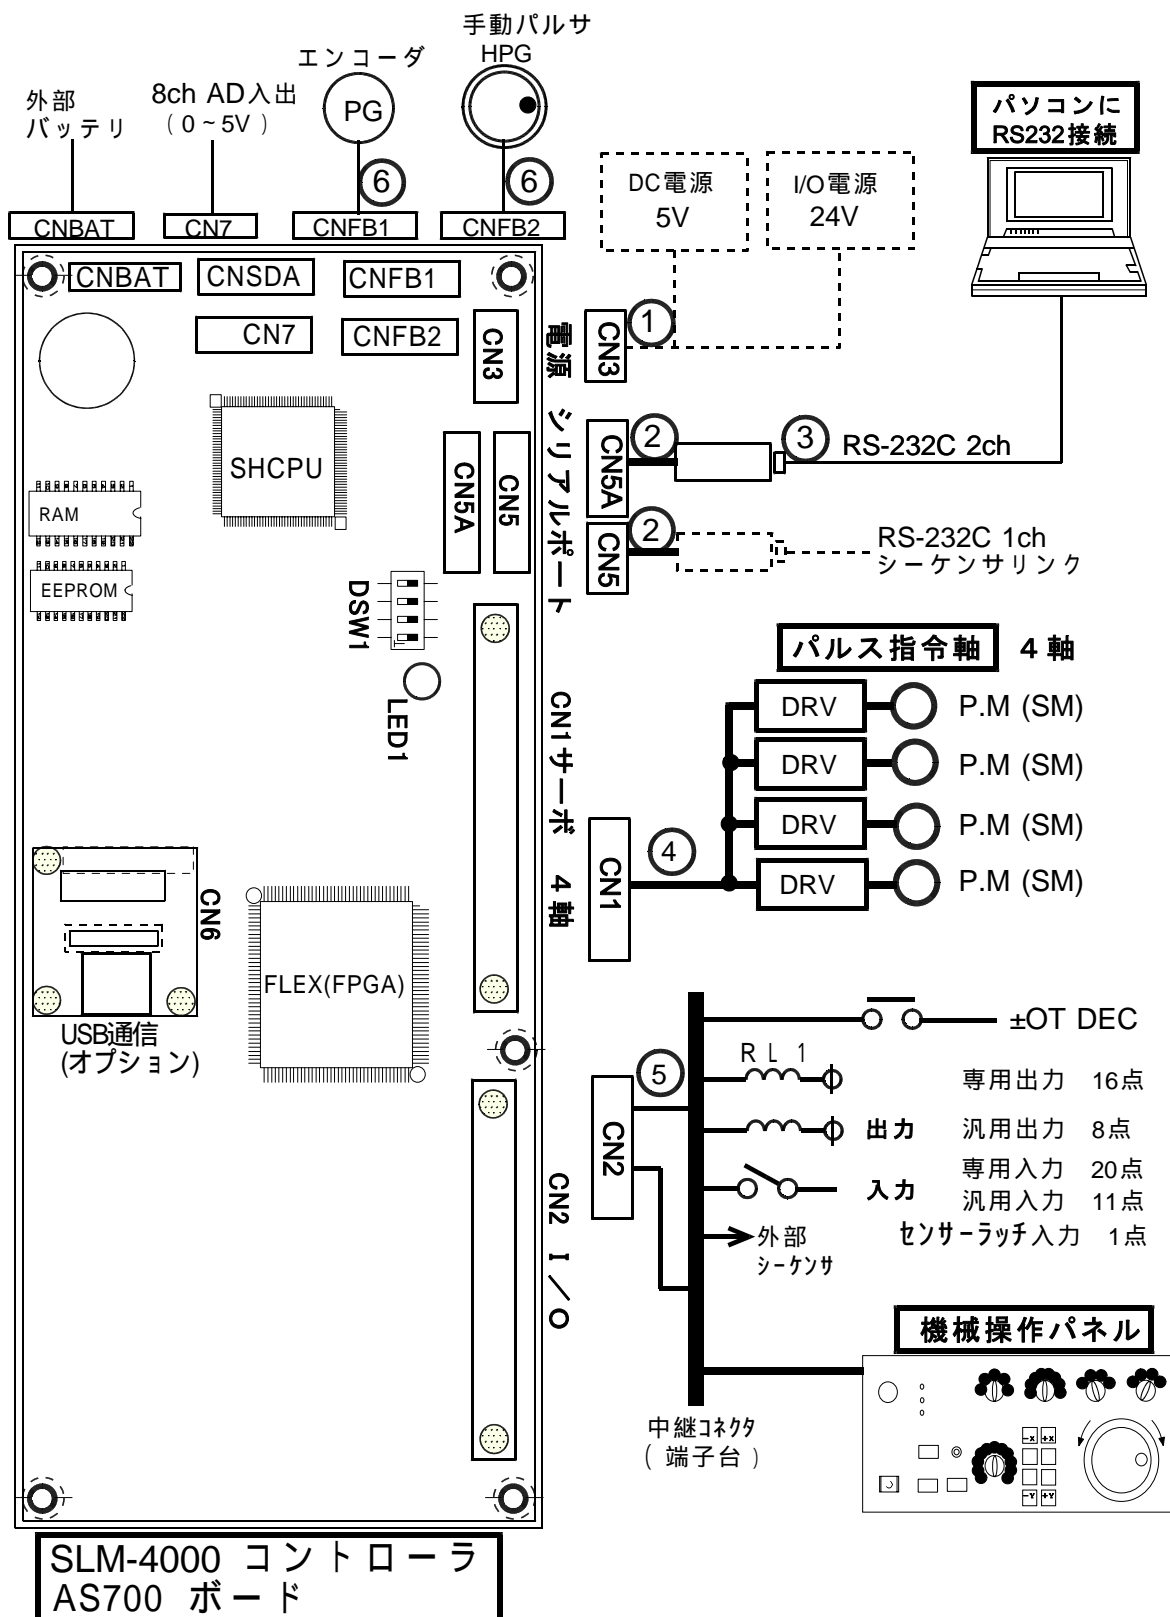 手動パルサ
HPG
エンコーダ
PG
8ch AD入出
(0~5V)
外部
バッテリ
6
6
CNBAT
CN7
CNFB1
CNFB2
パソコンに
RS232接続
DC電源
5V
I/O電源
24V
CNBAT
CNSDA
CNFB1
CN7
CNFB2
CN3
電源
CN3
1
SHCPU
CN5A
CN5
シリアルポート
CN5A
2
3
RS-232C 2ch
CN5
2
RS-232C 1ch
シーケンサリンク
RAM
EEPROM
DSW1
LED1
パルス指令軸
4軸
DRV
P.M (SM)
DRV
P.M (SM)
DRV
P.M (SM)
DRV
P.M (SM)
CN1サーボ 4軸
CN1
4
CN6
USB通信
(オプション)
FLEX(FPGA)
±OT DEC
RL1
専用出力 16点
出力 汎用出力 8点
専用入力 20点
入力 汎用入力 11点
センサーラッチ入力 1点
外部
シーケンサ
5
CN2
CN2 I/O
機械操作パネル
-X +X
-Y +Y
中継コネクタ
(端子台)
SLM-4000 コントローラ
AS700 ボード